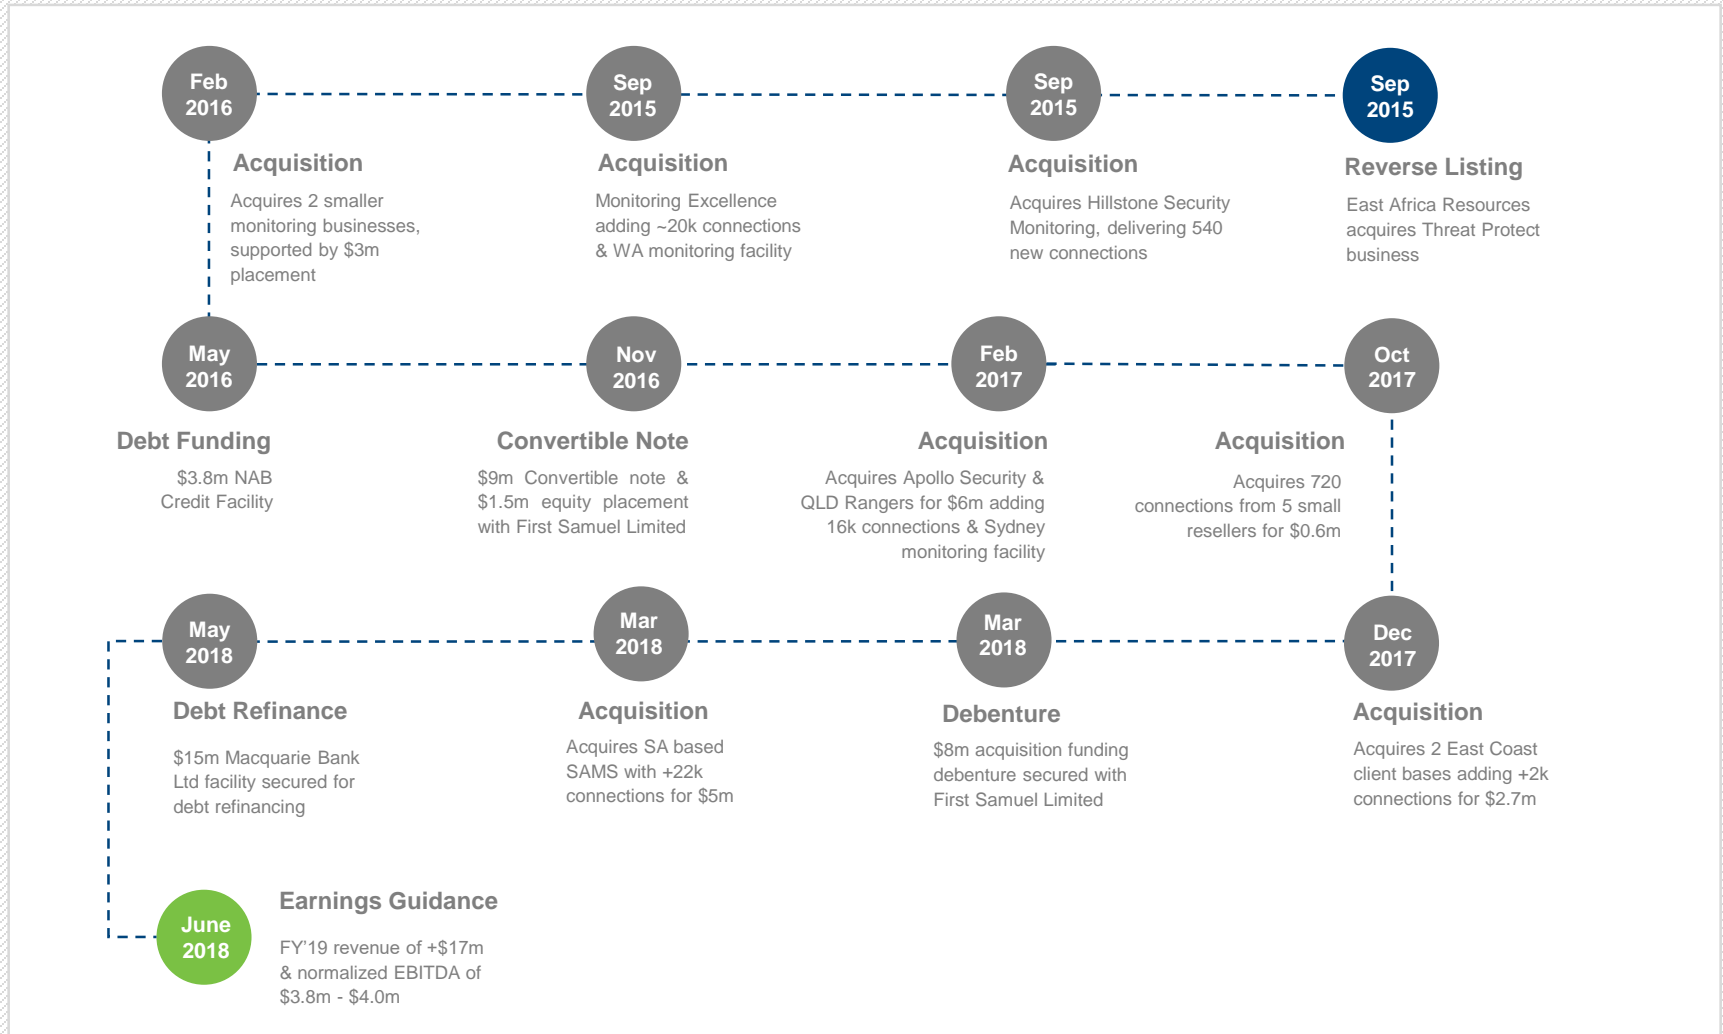 Feb
2016
Acquisition
Acquires 2 smaller
monitoring businesses,
supported by $3m
placement
Sep
2015
Acquisition
Monitoring Excellence
adding ~20k connections
& WA monitoring facility
Sep
2015
Acquisition
Acquires Hillstone Security
Monitoring, delivering 540
new connections
Sep
2015
Reverse Listing
East Africa Resources
acquires Threat Protect
business
May
2016
Debt Funding
$3.8m NAB
Credit Facility
Nov
2016
Convertible Note
$9m Convertible note &
$1.5m equity placement
with First Samuel Limited
Feb
2017
Acquisition
Acquires Apollo Security &
QLD Rangers for $6m adding
16k connections & Sydney
monitoring facility
Oct
2017
Acquisition
Acquires 720
connections from 5 small
resellers for $0.6m
May
2018
Debt Refinance
$15m Macquarie Bank
Ltd facility secured for
debt refinancing
Mar
2018
Acquisition
Acquires SA based
SAMS with +22k
connections for $5m
Mar
2018
Debenture
$8m acquisition funding
debenture secured with
First Samuel Limited
Dec
2017
Acquisition
Acquires 2 East Coast
client bases adding +2k
connections for $2.7m
June
2018
Earnings Guidance
FY'19 revenue of +$17m
& normalized EBITDA of
$3.8m - $4.0m